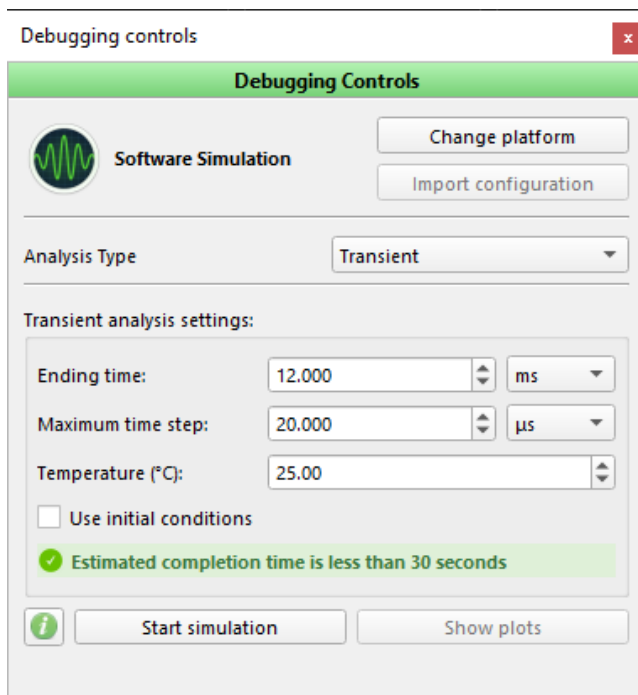 Debugging controls x
Debugging Controls
Software Simulation
Change platform
Import configuration
Analysis Type Transient
Transient analysis settings:
Ending time: 12.000 ms
Maximum time step: 20.000 µs
Temperature (°C): 25.00
Use initial conditions
Estimated completion time is less than 30 seconds
i Start simulation Show plots